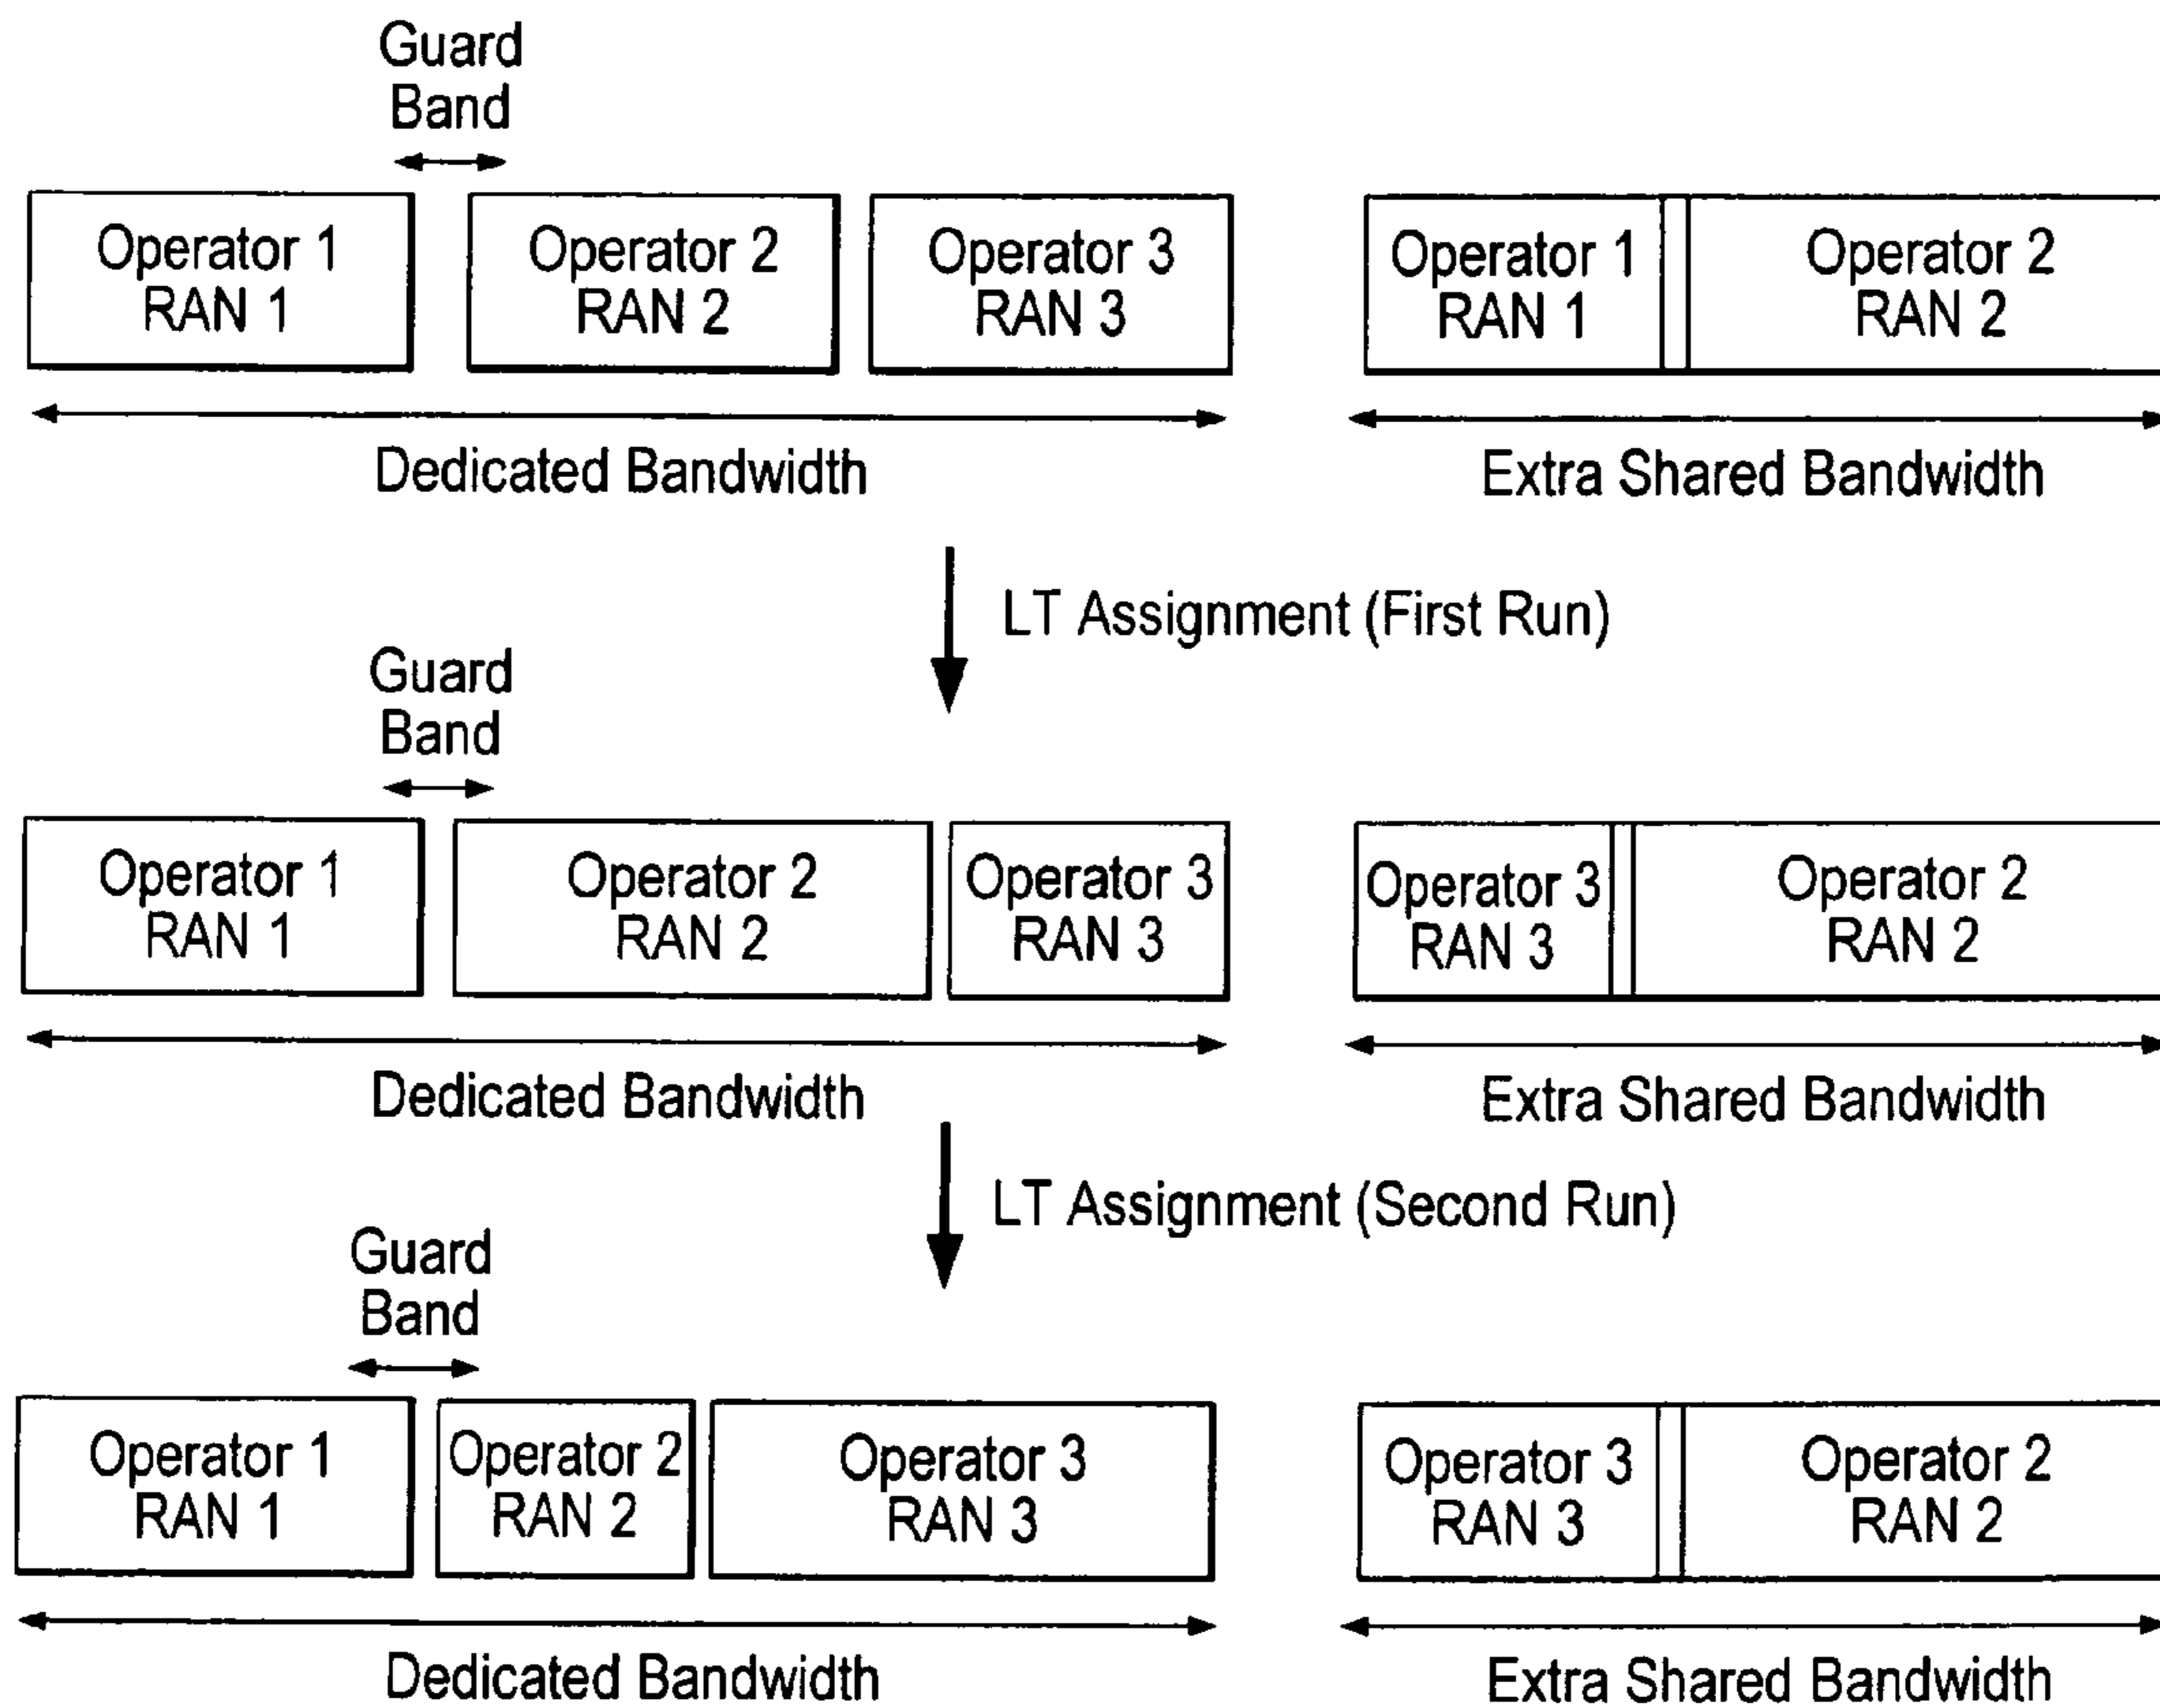 Guard
Band
Operator 1
RAN 1
Operator 2
RAN 2
Operator 3
RAN 3
Operator 1
RAN 1
Operator 2
RAN 2
Dedicated Bandwidth
Extra Shared Bandwidth
LT Assignment (First Run)
Guard
Band
Operator 1
RAN 1
Operator 2
RAN 2
Operator 3
RAN 3
Operator 3
RAN 3
Operator 2
RAN 2
Dedicated Bandwidth
Extra Shared Bandwidth
LT Assignment (Second Run)
Guard
Band
Operator 1
RAN 1
Operator 2
RAN 2
Operator 3
RAN 3
Operator 3
RAN 3
Operator 2
RAN 2
Dedicated Bandwidth
Extra Shared Bandwidth